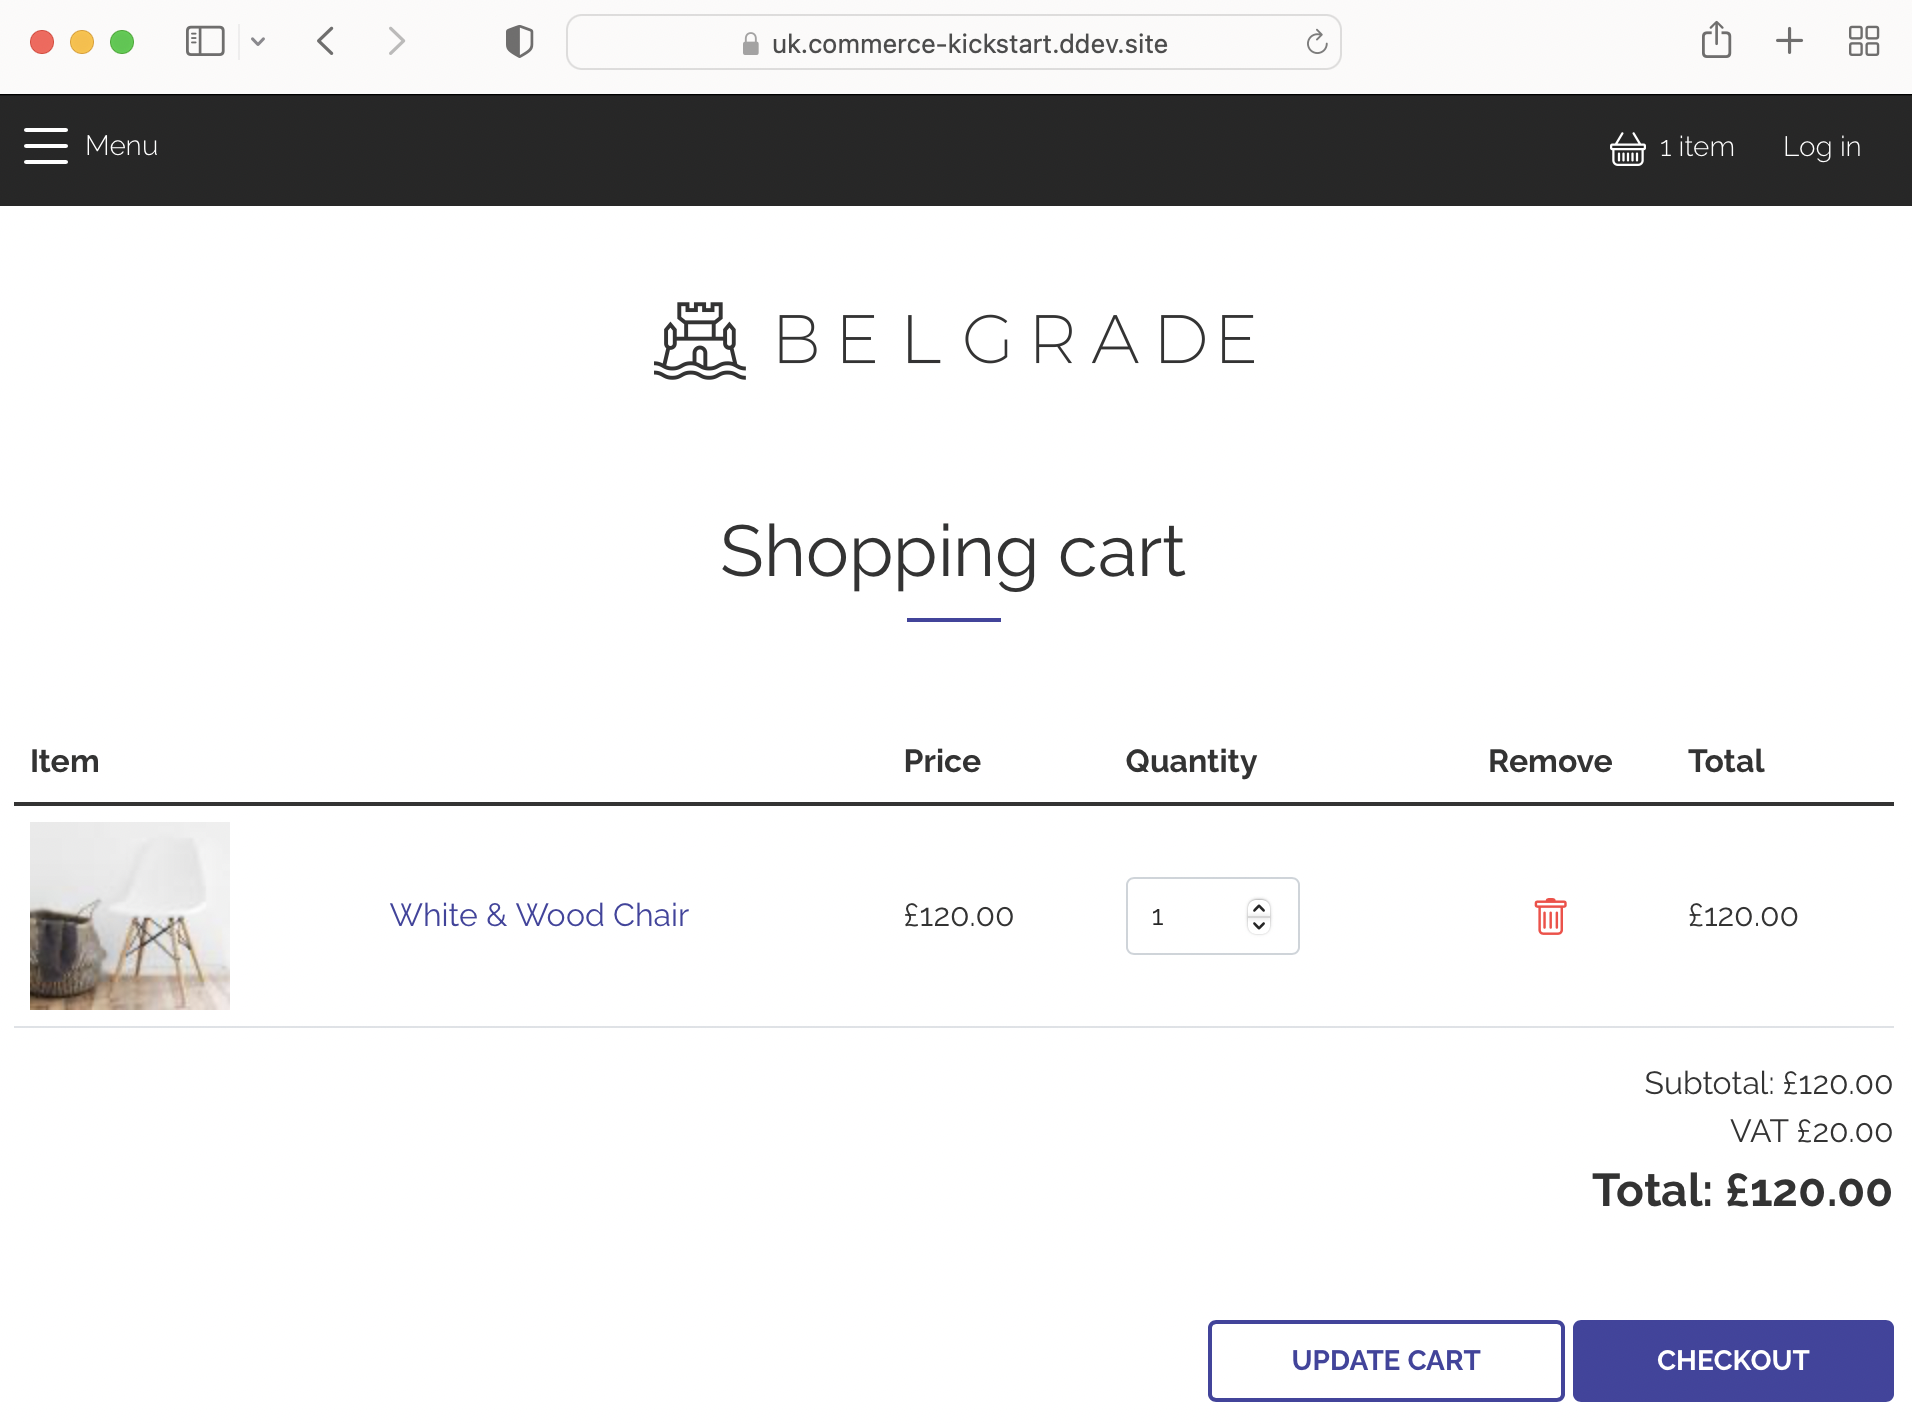 uk.commerce-kickstart.ddev.site
Menu
1 item Log in
BELGRADE
Shopping cart
Item Price Quantity Remove Total
White & Wood Chair £120.00 1 £120.00
Subtotal: £120.00
VAT £20.00
Total: £120.00
UPDATE CART CHECKOUT